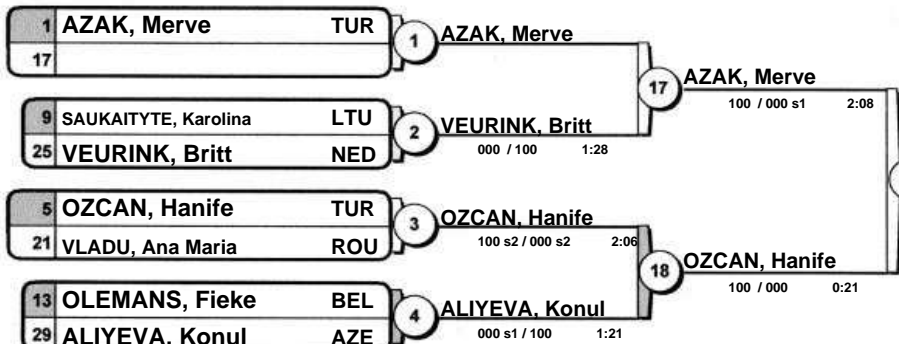 1 AZAK, Merve TUR
17
1
AZAK, Merve
9 SAUKAITYTE, Karolina LTU
25 VEURINK, Britt NED
2
VEURINK, Britt
000 / 100 1:28
17
AZAK, Merve
100 / 000 s1 2:08
5 OZCAN, Hanife TUR
21 VLADU, Ana Maria ROU
3
OZCAN, Hanife
100 s2 / 000 s2 2:06
13 OLEMANS, Fieke BEL
29 ALIYEVA, Konul AZE
4
ALIYEVA, Konul
000 s1 / 100 1:21
18
OZCAN, Hanife
100 / 000 0:21